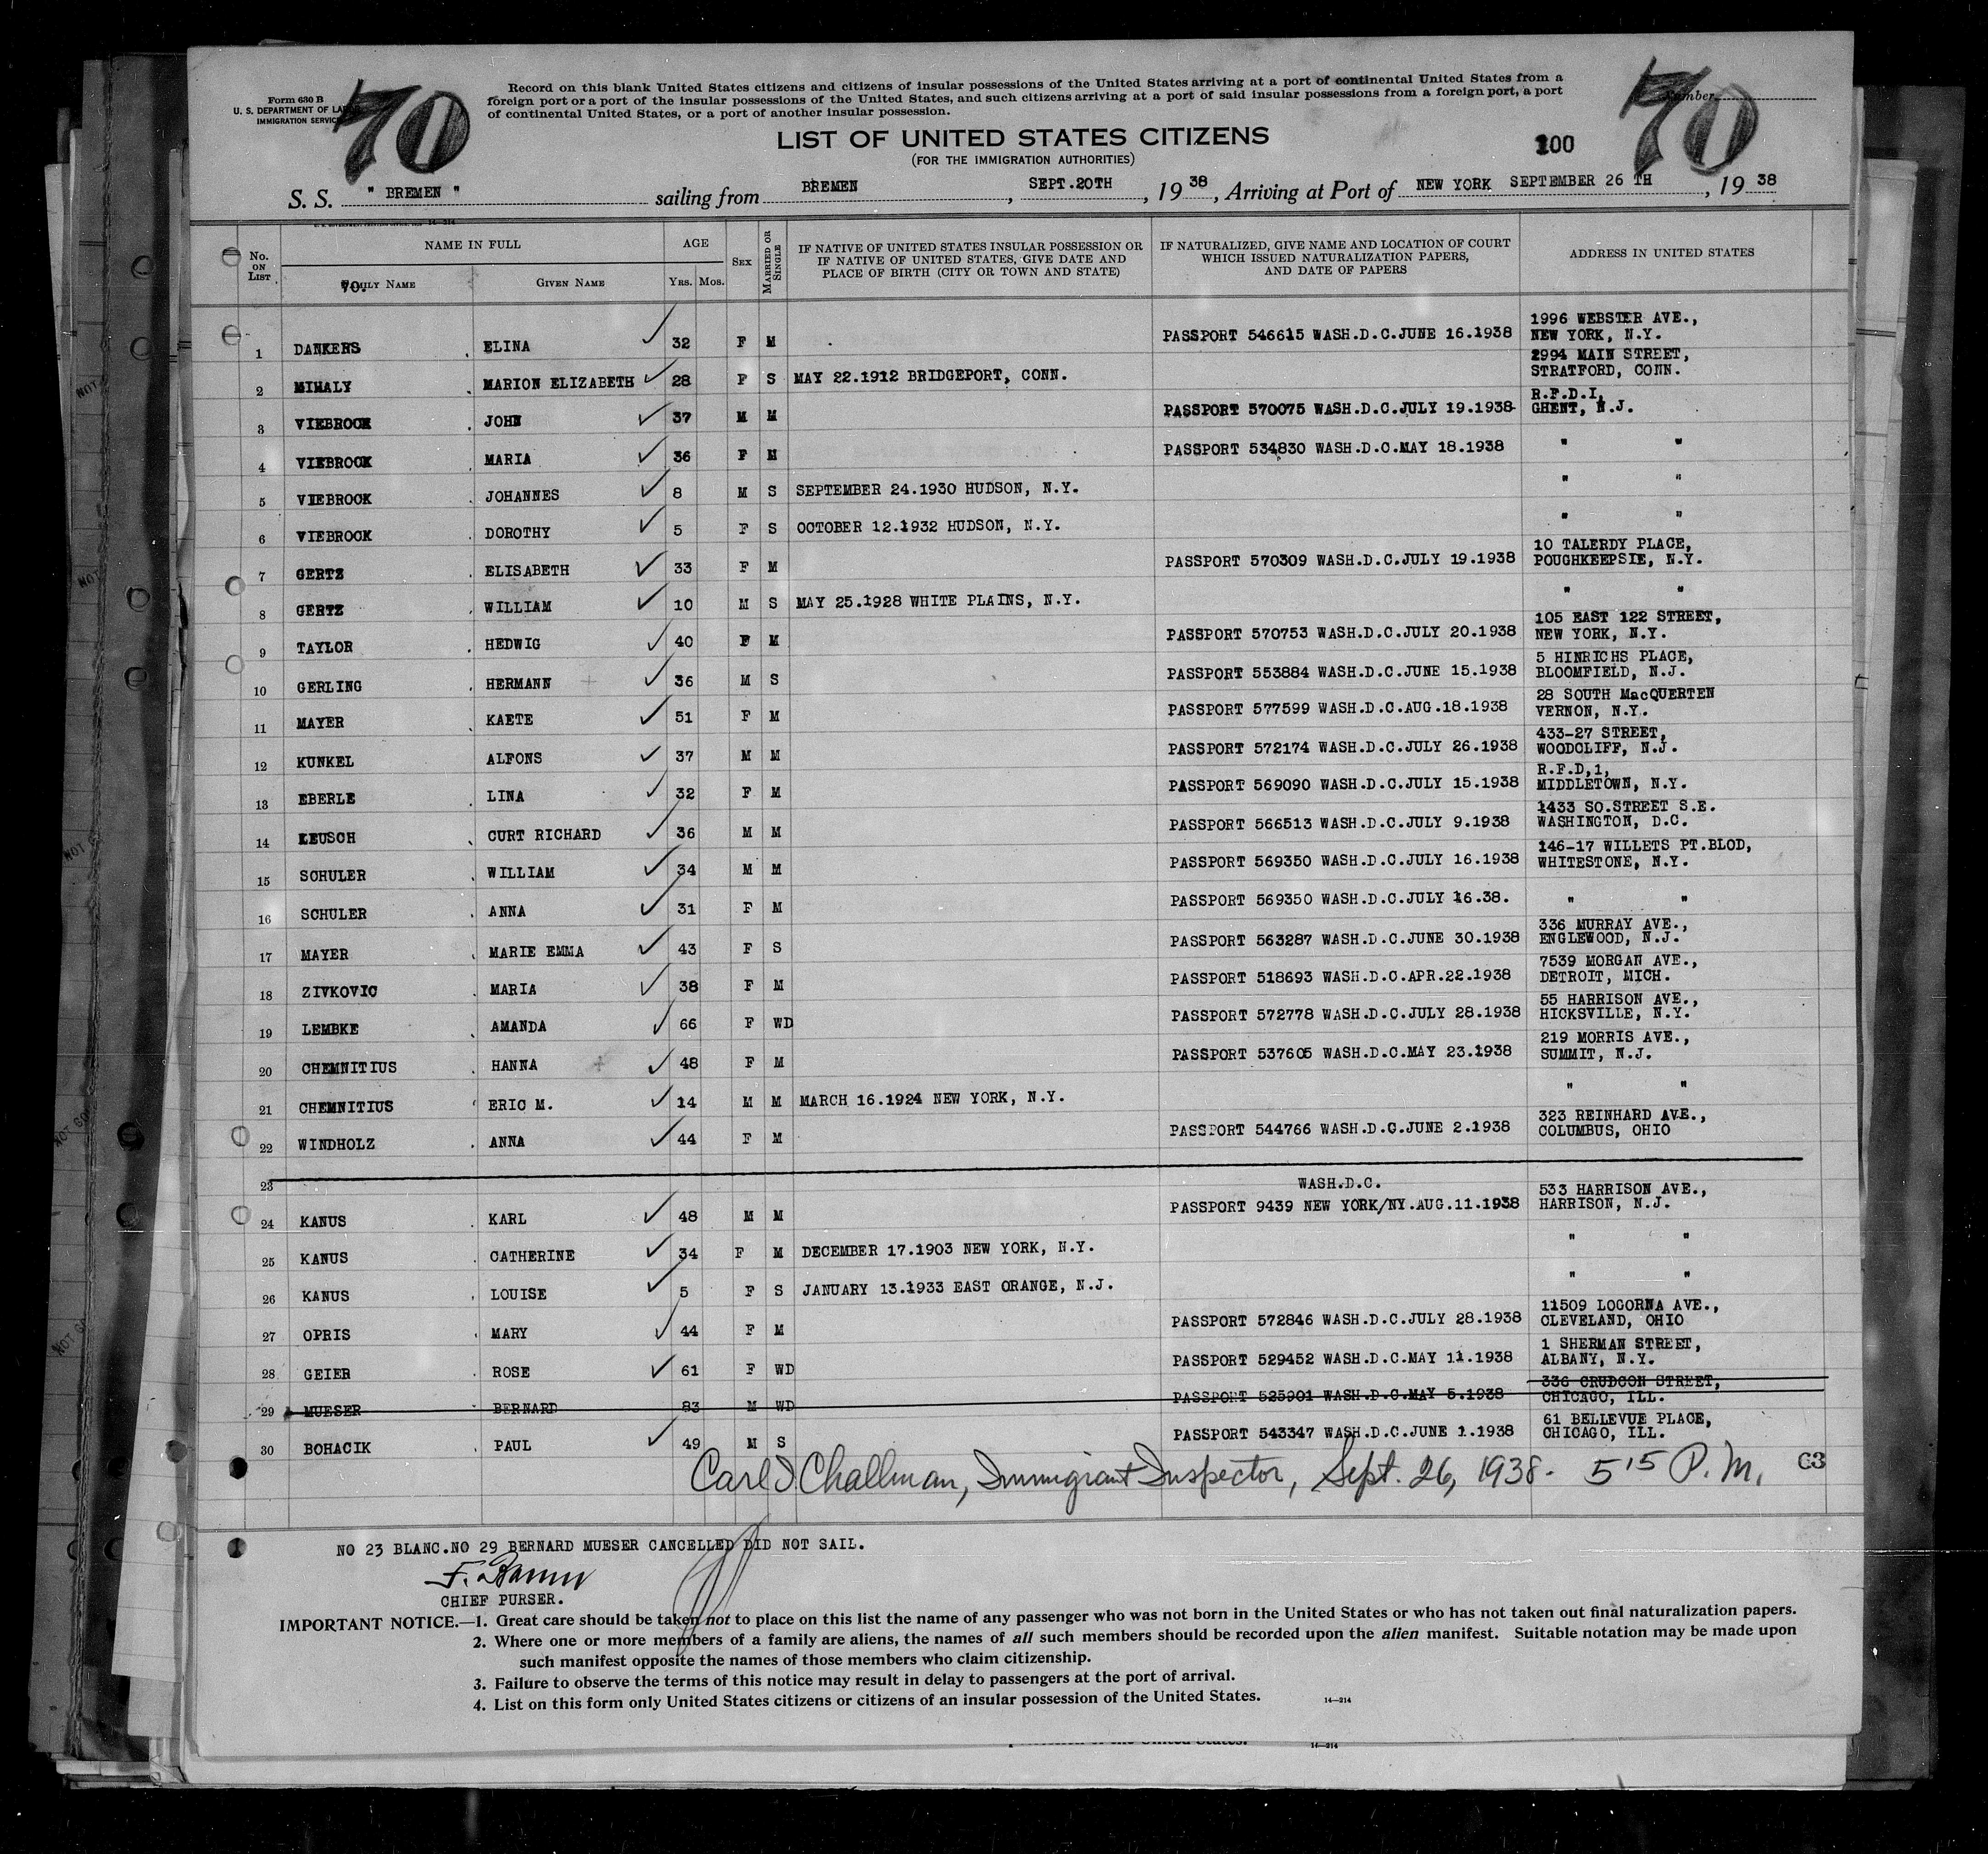 Form 630 B
U. S. DEPARTMENT OF LABOR
IMMIGRATION SERVICE
70
Record on this blank United States citizens and citizens of insular possessions of the United States arriving at a port of continental United States from a
foreign port or a port of the insular possessions of the United States, and such citizens arriving at a port of said insular possessions from a foreign port, a port
of continental United States, or a port of another insular possession.
Number
70
LIST OF UNITED STATES CITIZENS
(FOR THE IMMIGRATION AUTHORITIES)
100
S. S. " BREMEN " sailing from BREMEN , SEPT.20TH , 19 38 , Arriving at Port of NEW YORK SEPTEMBER 26 TH , 19 38
No. ON LIST
NAME IN FULL
FAMILY NAME
70.
GIVEN NAME
AGE
YRS. MOS.
SEX
MARRIED OR SINGLE
IF NATIVE OF UNITED STATES INSULAR POSSESSION OR
IF NATIVE OF UNITED STATES, GIVE DATE AND
PLACE OF BIRTH (CITY OR TOWN AND STATE)
IF NATURALIZED, GIVE NAME AND LOCATION OF COURT
WHICH ISSUED NATURALIZATION PAPERS,
AND DATE OF PAPERS
ADDRESS IN UNITED STATES
1 DANKERS ELINA 32 F M PASSPORT 546615 WASH.D.C.JUNE 16.1938 1996 WEBSTER AVE., NEW YORK, N.Y.
2 MIHALY MARION ELIZABETH 28 F S MAY 22.1912 BRIDGEPORT, CONN. 2994 MAIN STREET, STRATFORD, CONN.
3 VIEBROCK JOHN 37 M M PASSPORT 570075 WASH.D.C.JULY 19.1938 R.F.D.I, GHENT, N.J.
4 VIEBROCK MARIA 36 F M PASSPORT 534830 WASH.D.C.MAY 18.1938 " "
5 VIEBROCK JOHANNES 8 M S SEPTEMBER 24.1930 HUDSON, N.Y. " "
6 VIEBROCK DOROTHY 5 F S OCTOBER 12.1932 HUDSON, N.Y. " "
7 GERTZ ELISABETH 33 F M PASSPORT 570309 WASH.D.C.JULY 19.1938 10 TALERDY PLACE, POUGHKEEPSIE, N.Y.
8 GERTZ WILLIAM 10 M S MAY 25.1928 WHITE PLAINS, N.Y. " "
9 TAYLOR HEDWIG 40 F M PASSPORT 570753 WASH.D.C.JULY 20.1938 105 EAST 122 STREET, NEW YORK, N.Y.
10 GERLING HERMANN 36 M S PASSPORT 553884 WASH.D.C.JUNE 15.1938 5 HINRICHS PLACE, BLOOMFIELD, N.J.
11 MAYER KAETE 51 F M PASSPORT 577599 WASH.D.C.AUG.18.1938 28 SOUTH MacQUERTEN VERNON, N.Y.
12 KUNKEL ALFONS 37 M M PASSPORT 572174 WASH.D.C.JULY 26.1938 433-27 STREET, WOODCLIFF, N.J.
13 EBERLE LINA 32 F M PASSPORT 569090 WASH.D.C.JULY 15.1938 R.F.D,1, MIDDLETOWN, N.Y.
14 LEUSCH CURT RICHARD 36 M M PASSPORT 566513 WASH.D.C.JULY 9.1938 1433 SO.STREET S.E. WASHINGTON, D.C.
15 SCHULER WILLIAM 34 M M PASSPORT 569350 WASH.D.C.JULY 16.1938 146-17 WILLETS PT.BLOD, WHITESTONE, N.Y.
16 SCHULER ANNA 31 F M PASSPORT 569350 WASH.D.C.JULY 16.38. " "
17 MAYER MARIE EMMA 43 F S PASSPORT 563287 WASH.D.C.JUNE 30.1938 336 MURRAY AVE., ENGLEWOOD, N.J.
18 ZIVKOVIC MARIA 38 F M PASSPORT 518693 WASH.D.C.APR.22.1938 7539 MORGAN AVE., DETROIT, MICH.
19 LEMBKE AMANDA 66 F WD PASSPORT 572778 WASH.D.C.JULY 28.1938 55 HARRISON AVE., HICKSVILLE, N.Y.
20 CHEMNITIUS HANNA 48 F M PASSPORT 537605 WASH.D.C.MAY 23.1938 219 MORRIS AVE., SUMMIT, N.J.
21 CHEMNITIUS ERIC M. 14 M M MARCH 16.1924 NEW YORK, N.Y. " "
22 WINDHOLZ ANNA 44 F M PASSPORT 544766 WASH.D.C.JUNE 2.1938 323 REINHARD AVE., COLUMBUS, OHIO
23
24 KANUS KARL 48 M M WASH.D.C. PASSPORT 9439 NEW YORK/NY.AUG.11.1938 533 HARRISON AVE., HARRISON, N.J.
25 KANUS CATHERINE 34 F M DECEMBER 17.1903 NEW YORK, N.Y. " "
26 KANUS LOUISE 5 F S JANUARY 13.1933 EAST ORANGE, N.J. " "
27 OPRIS MARY 44 F M PASSPORT 572846 WASH.D.C.JULY 28.1938 11509 LOGORNA AVE., CLEVELAND, OHIO
28 GEIER ROSE 61 F WD PASSPORT 529452 WASH.D.C.MAY 11.1938 1 SHERMAN STREET, ALBANY, N.Y.
29 MUESER BERNARD 83 M WD PASSPORT 525901 WASH.D.C.MAY 5.1938 336 CRUDCON STREET, CHICAGO, ILL.
30 BOHACIK PAUL 49 M S PASSPORT 543347 WASH.D.C.JUNE 1.1938 61 BELLEVUE PLACE, CHICAGO, ILL.
Carl I Challman, Immigrant Inspector, Sept. 26, 1938. 5 15 P.M.
C3
NO 23 BLANC.NO 29 BERNARD MUESER CANCELLED DID NOT SAIL.
CHIEF PURSER.
IMPORTANT NOTICE.—1. Great care should be taken not to place on this list the name of any passenger who was not born in the United States or who has not taken out final naturalization papers.
2. Where one or more members of a family are aliens, the names of all such members should be recorded upon the alien manifest. Suitable notation may be made upon
such manifest opposite the names of those members who claim citizenship.
3. Failure to observe the terms of this notice may result in delay to passengers at the port of arrival.
4. List on this form only United States citizens or citizens of an insular possession of the United States.
14—214
14—214